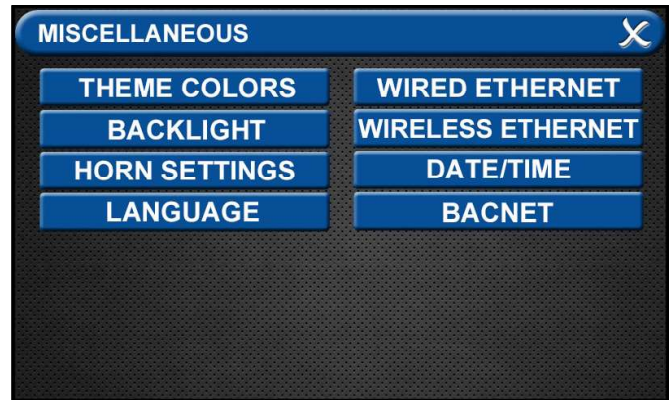 MISCELLANEOUS
THEME COLORS
WIRED ETHERNET
BACKLIGHT
WIRELESS ETHERNET
HORN SETTINGS
DATE/TIME
LANGUAGE
BACNET